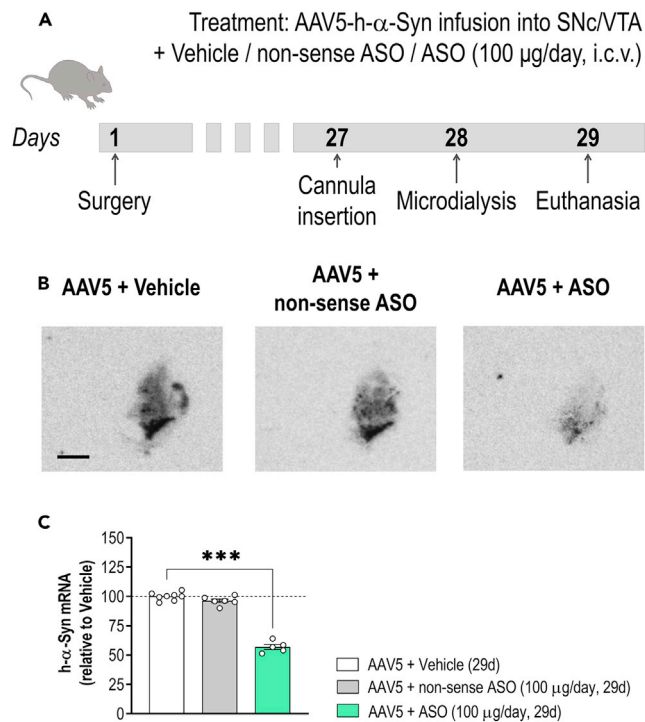 A
Treatment: AAV5-h-α-Syn infusion into SNc/VTA
+ Vehicle / non-sense ASO / ASO (100 µg/day, i.c.v.)
Days
1
27
28
29
Surgery
Cannula
insertion
Microdialysis
Euthanasia
B
AAV5 + Vehicle
AAV5 +
non-sense ASO
AAV5 + ASO
C
h-α-Syn mRNA
(relative to Vehicle)
150
125
100
75
50
25
0
***
AAV5 + Vehicle (29d)
AAV5 + non-sense ASO (100 µg/day, 29d)
AAV5 + ASO (100 µg/day, 29d)